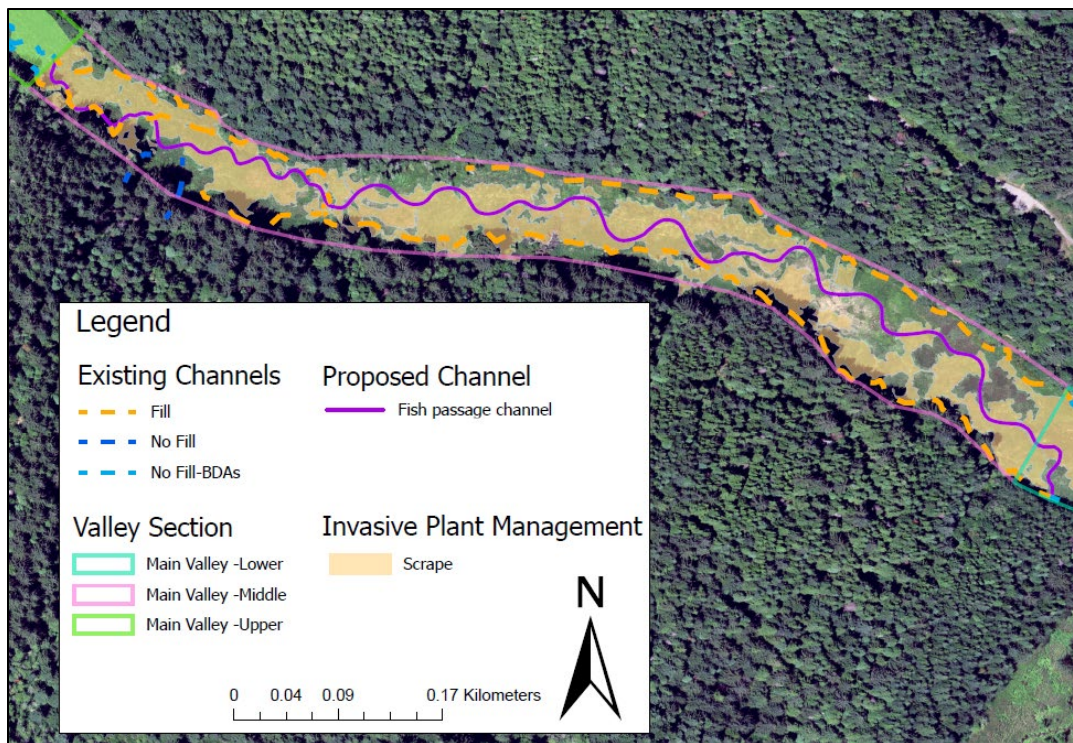 Legend
Existing Channels
Fill
No Fill
No Fill-BDAs
Proposed Channel
Fish passage channel
Valley Section
Main Valley -Lower
Main Valley -Middle
Main Valley -Upper
Invasive Plant Management
Scrape
N
0 0.04 0.09 0.17 Kilometers